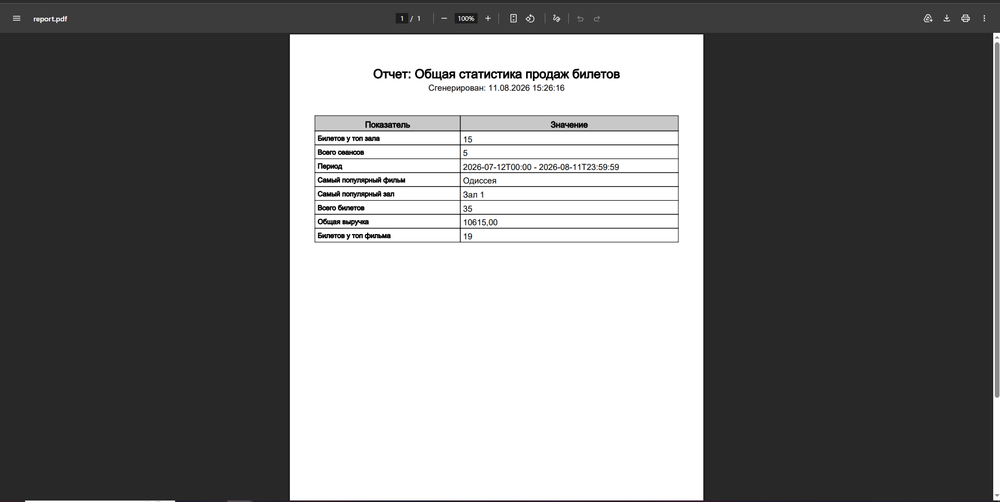 report.pdf
1 / 1
100%
Отчет: Общая статистика продаж билетов
Сгенерирован: 11.08.2026 15:26:16
Показатель Значение
Билетов у топ зала 15
Всего сеансов 5
Период 2026-07-12T00:00 - 2026-08-11T23:59:59
Самый популярный фильм Одиссея
Самый популярный зал Зал 1
Всего билетов 35
Общая выручка 10615,00
Билетов у топ фильма 19